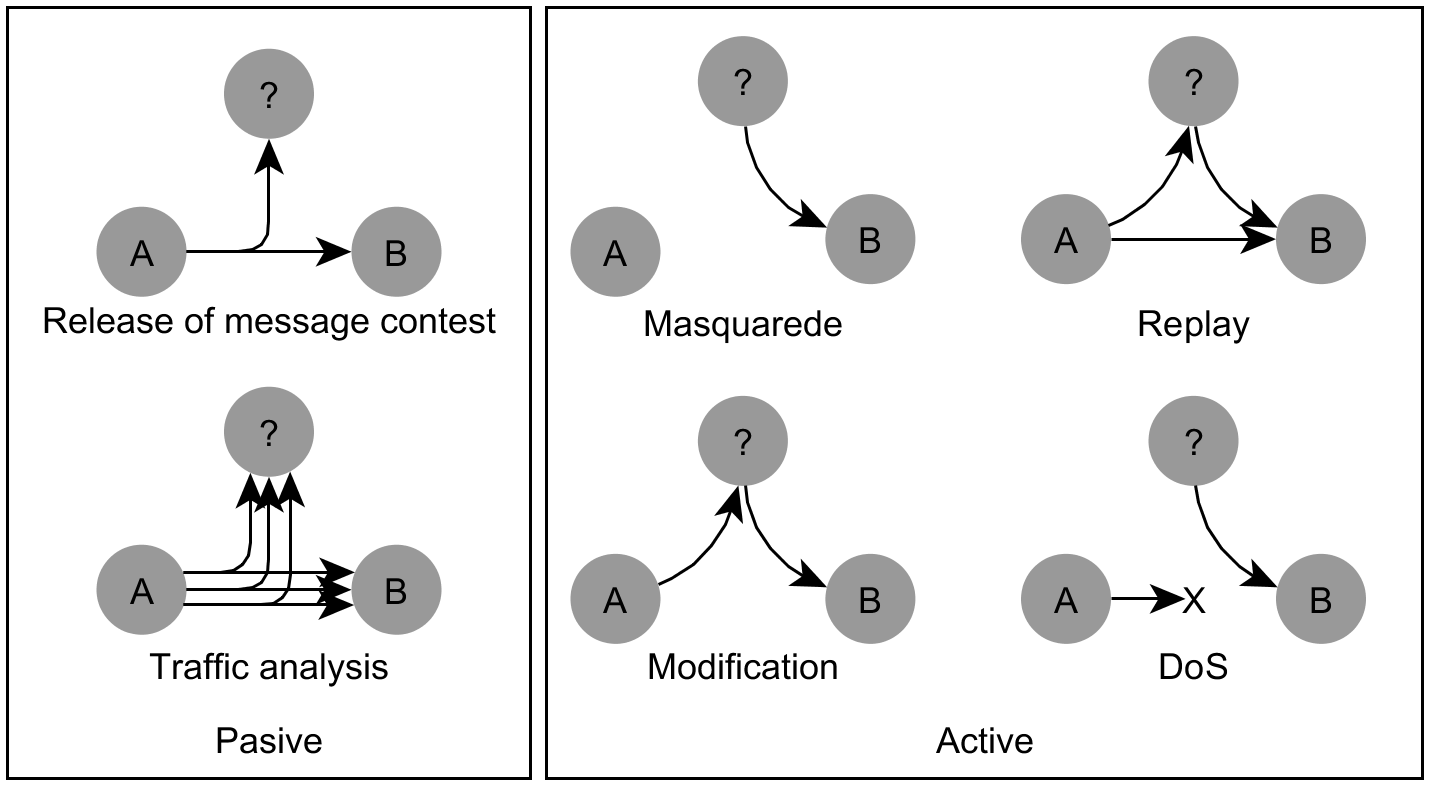 ?
A
B
Release of message contest
?
A
B
Traffic analysis
Pasive
?
A
B
Masquarede
?
A
B
Replay
?
A
B
Modification
?
A
X
B
DoS
Active